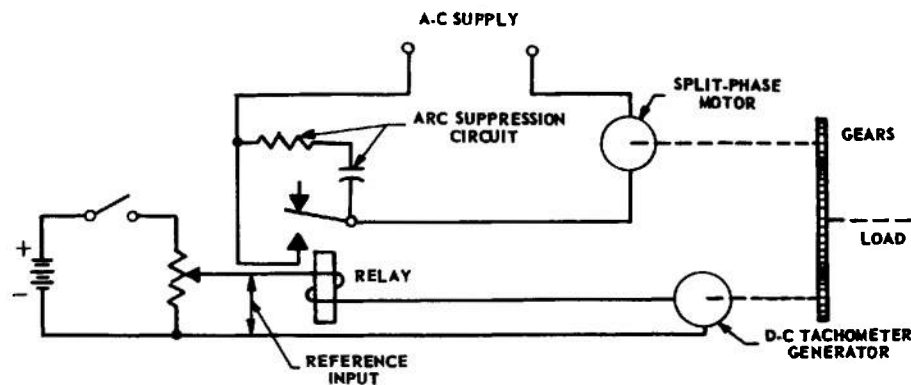 A-C SUPPLY
SPLIT-PHASE
MOTOR
ARC SUPPRESSION
CIRCUIT
GEARS
LOAD
+
-
RELAY
REFERENCE
INPUT
D-C TACHOMETER
GENERATOR